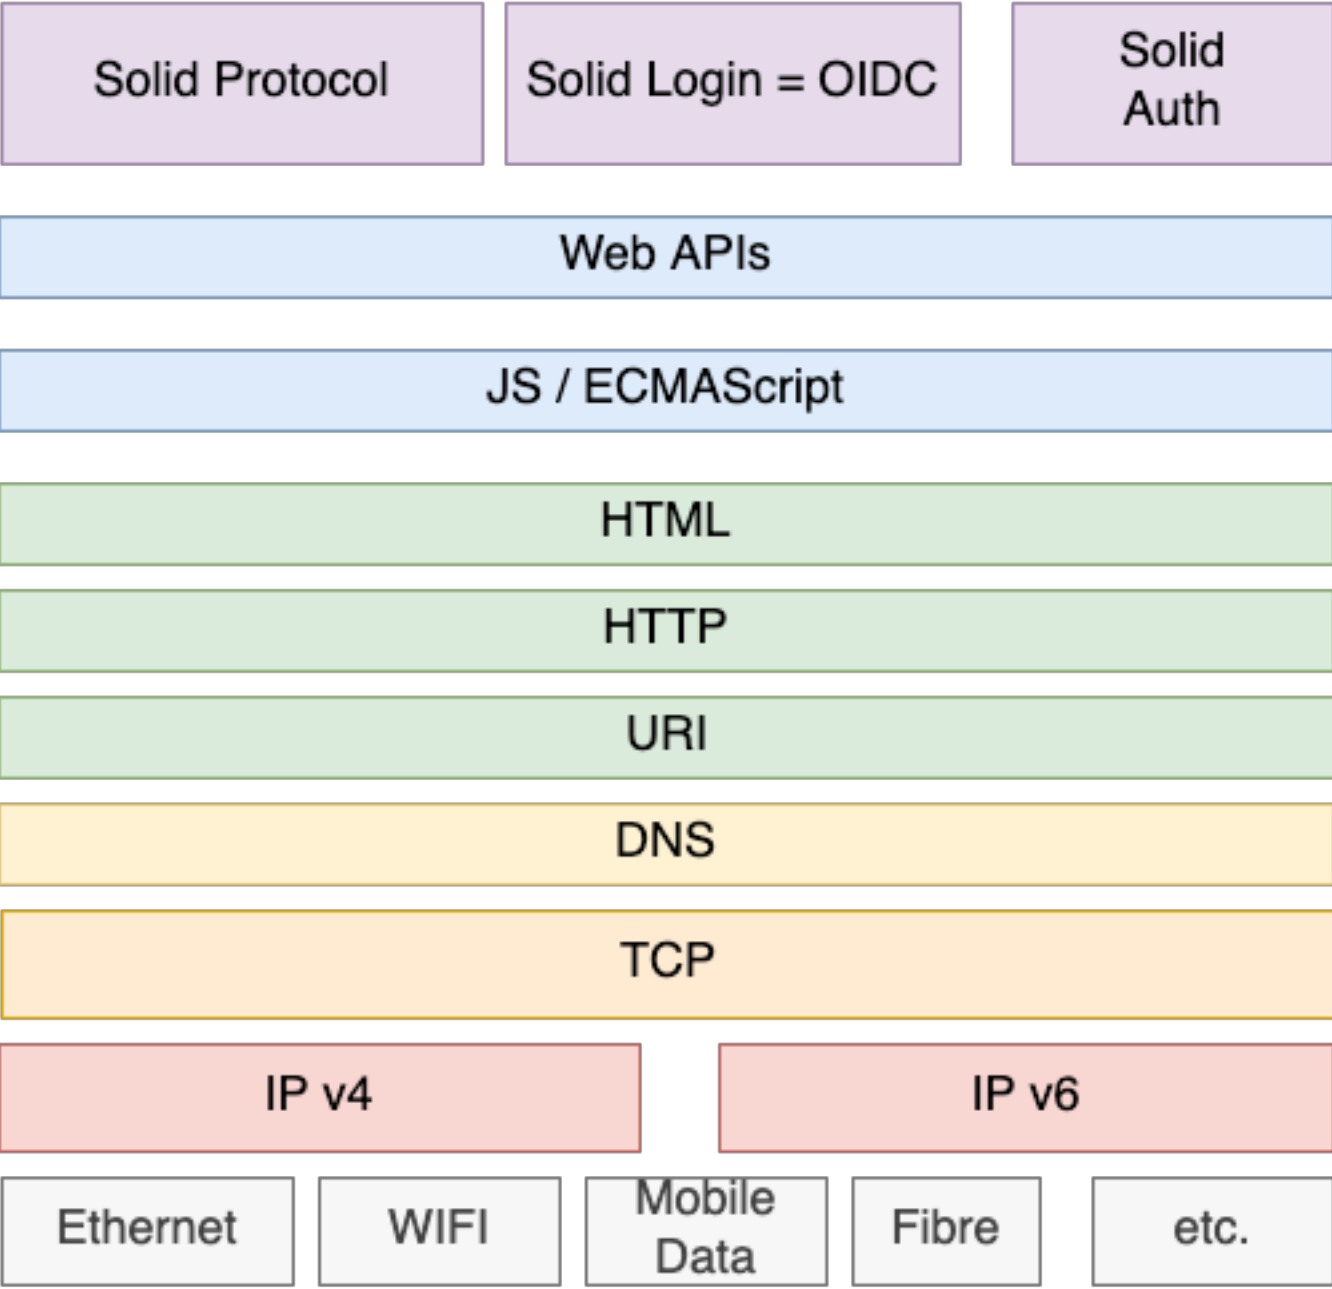 Solid Protocol
Solid Login = OIDC
Solid
Auth
Web APIs
JS / ECMAScript
HTML
HTTP
URI
DNS
TCP
IP v4
IP v6
Ethernet
WIFI
Mobile
Data
Fibre
etc.